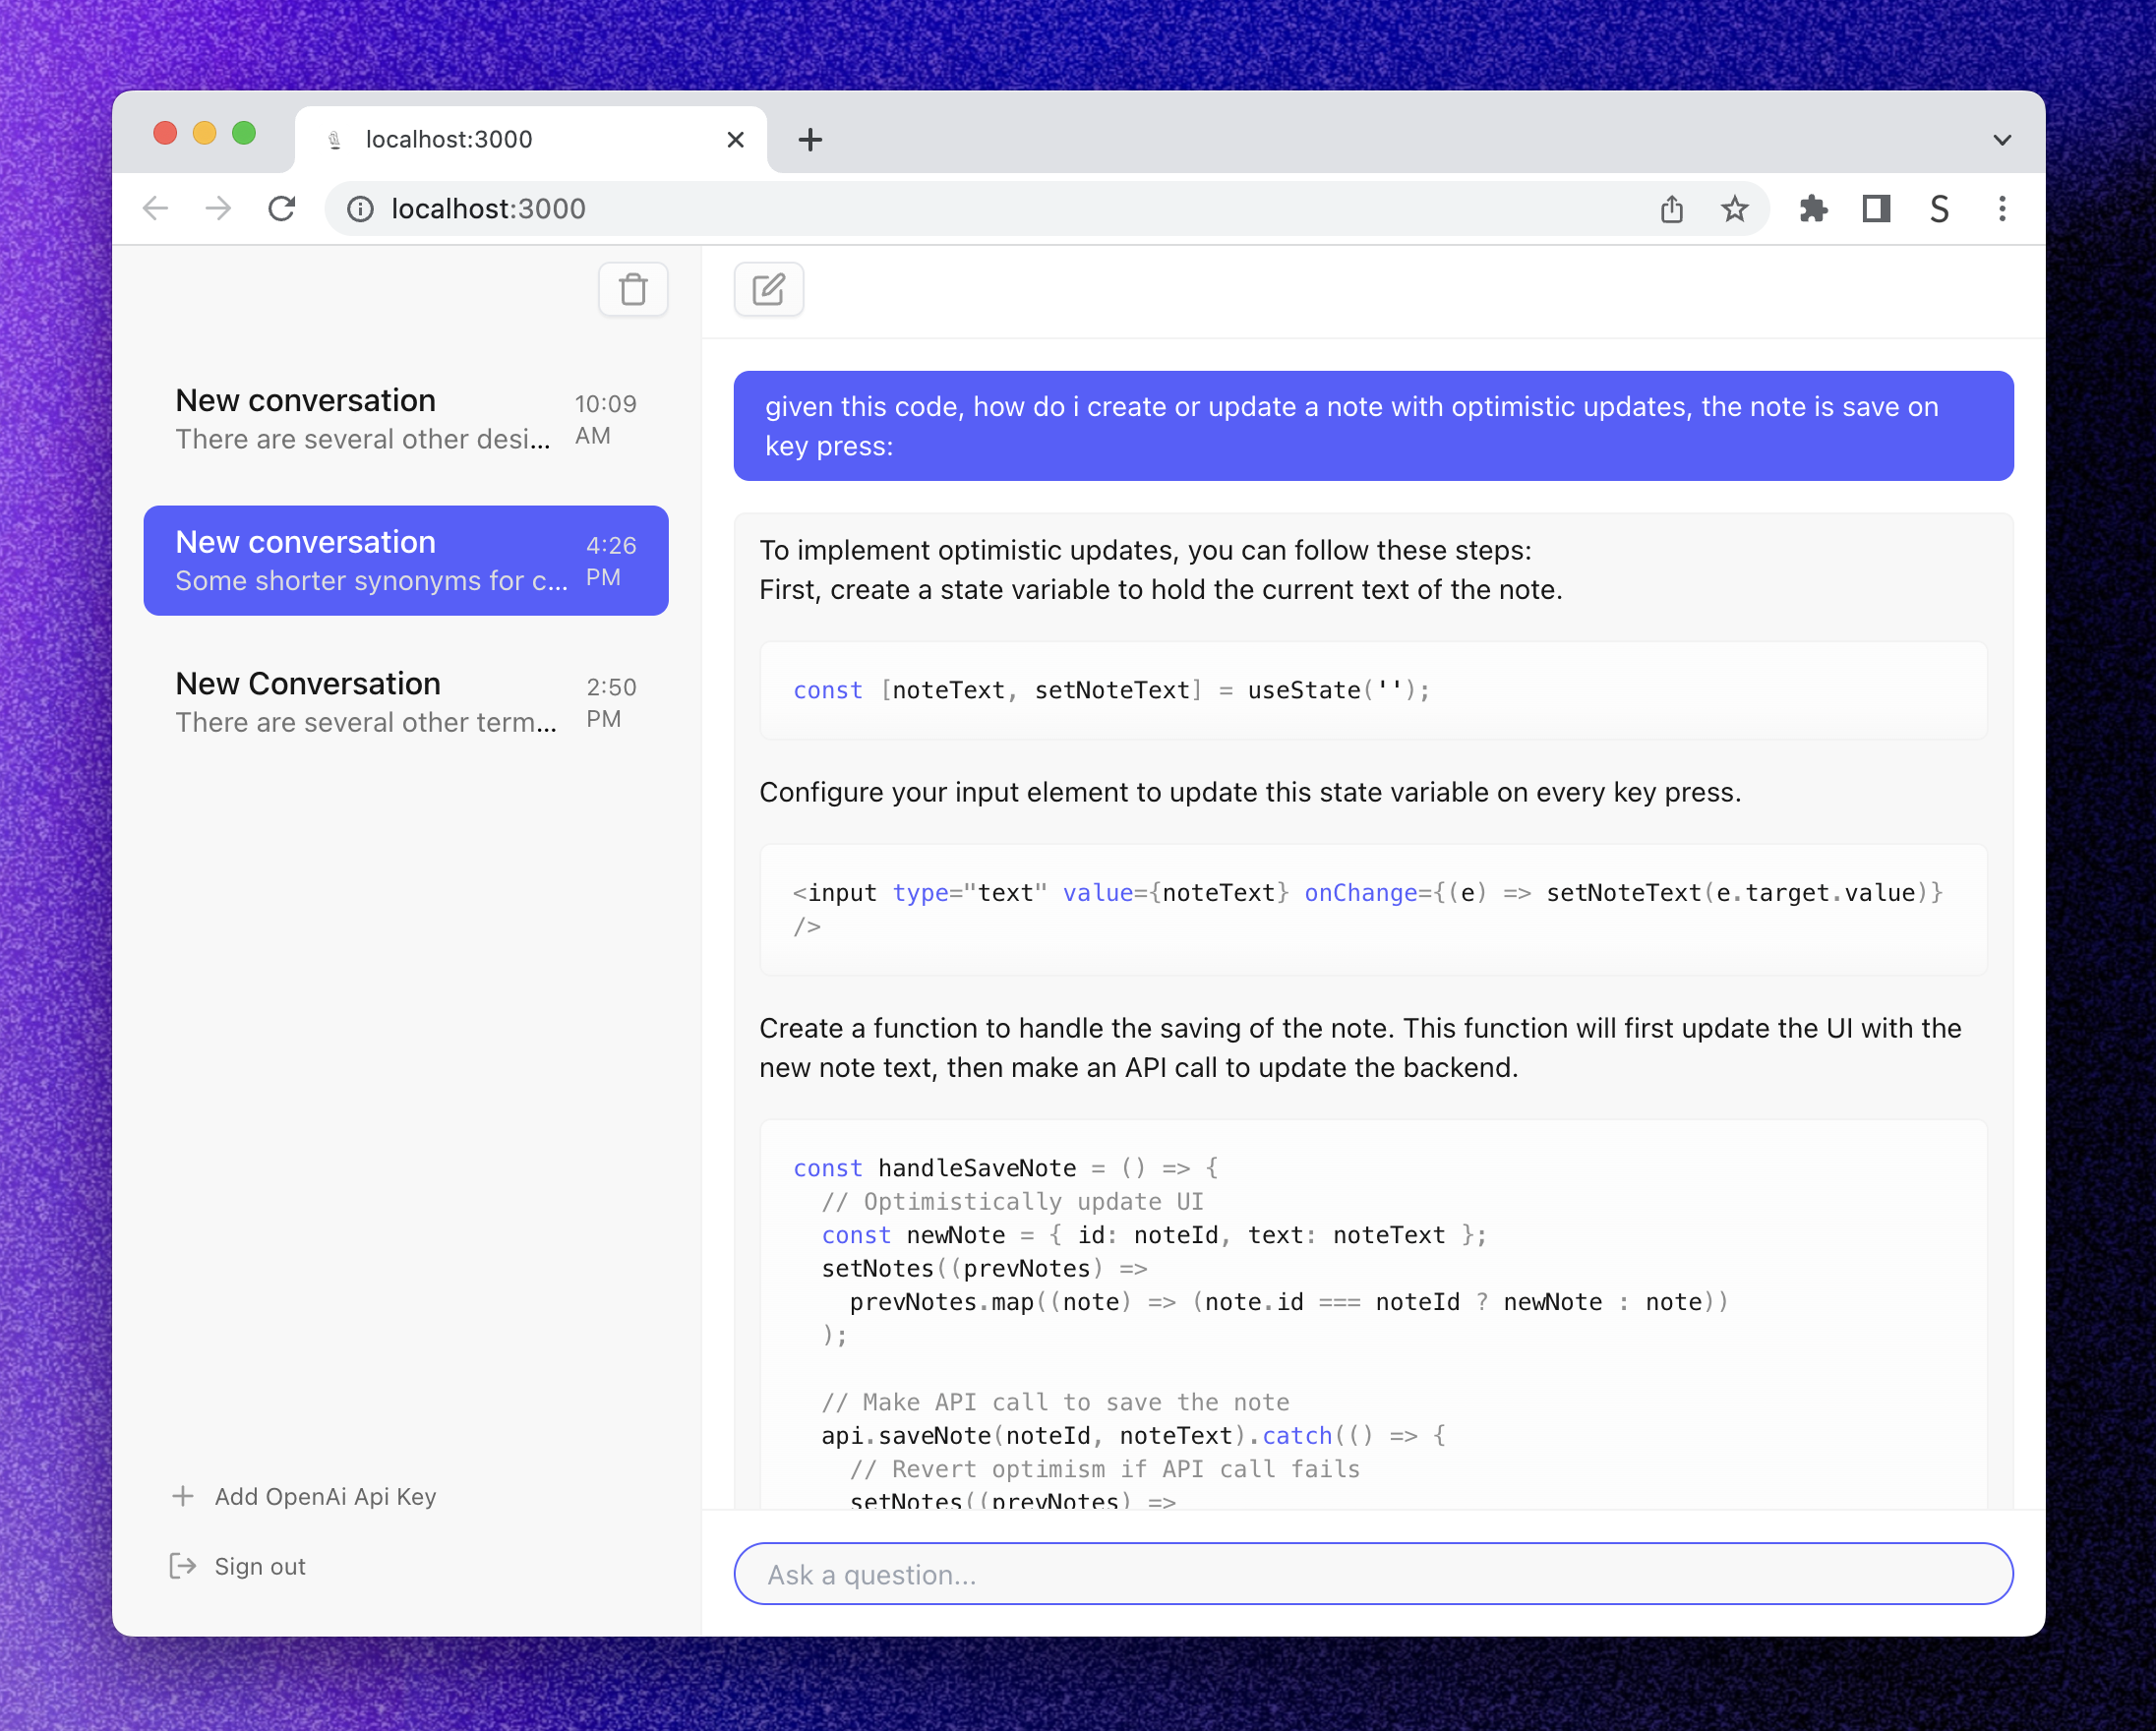 localhost:3000
localhost:3000
S
New conversation
10:09
There are several other desi...
AM
New conversation
4:26
Some shorter synonyms for c...
PM
New Conversation
2:50
There are several other term...
PM
Add OpenAi Api Key
Sign out
given this code, how do i create or update a note with optimistic updates, the note is save on
key press:
To implement optimistic updates, you can follow these steps:
First, create a state variable to hold the current text of the note.
const [noteText, setNoteText] = useState('');
Configure your input element to update this state variable on every key press.
<input type="text" value={noteText} onChange={(e) => setNoteText(e.target.value)}
/>
Create a function to handle the saving of the note. This function will first update the UI with the
new note text, then make an API call to update the backend.
const handleSaveNote = () => {
// Optimistically update UI
const newNote = { id: noteId, text: noteText };
setNotes((prevNotes) =>
prevNotes.map((note) => (note.id === noteId ? newNote : note))
);
// Make API call to save the note
api.saveNote(noteId, noteText).catch(() => {
// Revert optimism if API call fails
setNotes((prevNotes) =>
Ask a question...